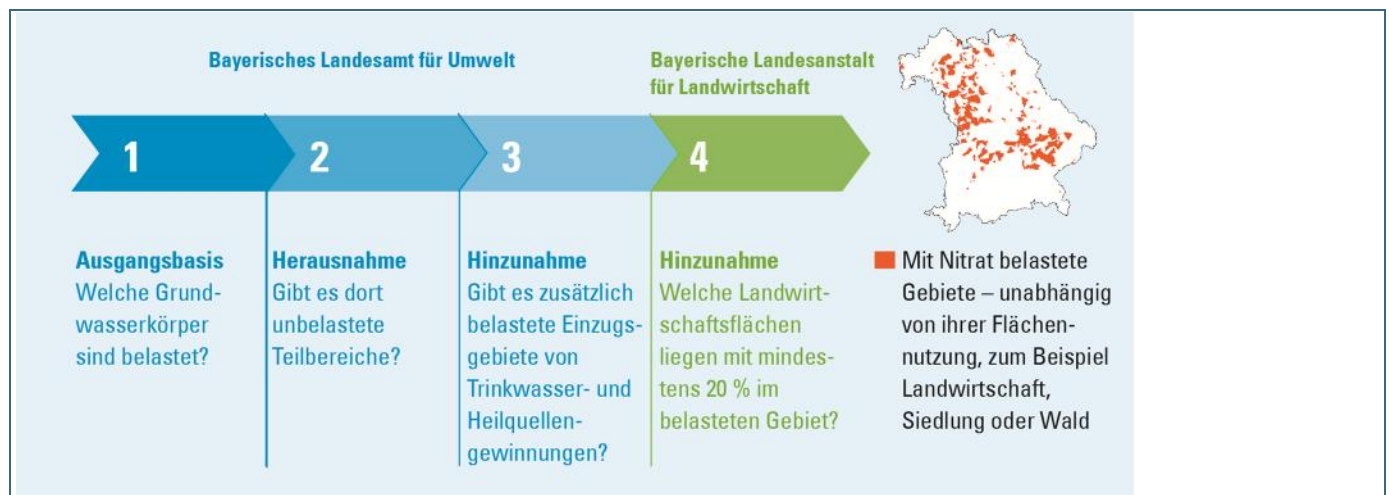 Bayerisches Landesamt für Umwelt
Bayerische Landesanstalt
für Landwirtschaft
1
2
3
4
Ausgangsbasis
Welche Grund-
wasserkörper
sind belastet?
Herausnahme
Gibt es dort
unbelastete
Teilbereiche?
Hinzunahme
Gibt es zusätzlich
belastete Einzugs-
gebiete von
Trinkwasser- und
Heilquellen-
gewinnungen?
Hinzunahme
Welche Landwirt-
schaftsflächen
liegen mit mindes-
tens 20 % im
belasteten Gebiet?
Mit Nitrat belastete
Gebiete – unabhängig
von ihrer Flächen-
nutzung, zum Beispiel
Landwirtschaft,
Siedlung oder Wald